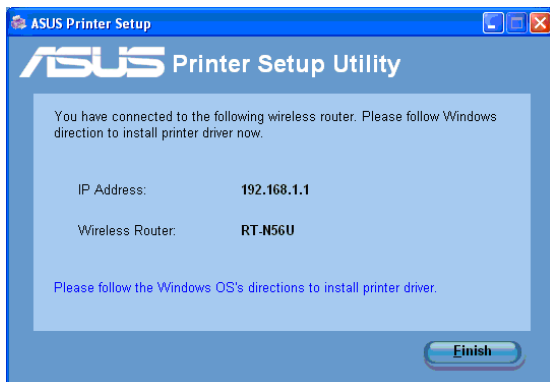 ASUS Printer Setup
ASUS Printer Setup Utility
You have connected to the following wireless router. Please follow Windows
direction to install printer driver now.
IP Address: 192.168.1.1
Wireless Router: RT-N56U
Please follow the Windows OS's directions to install printer driver.
Finish